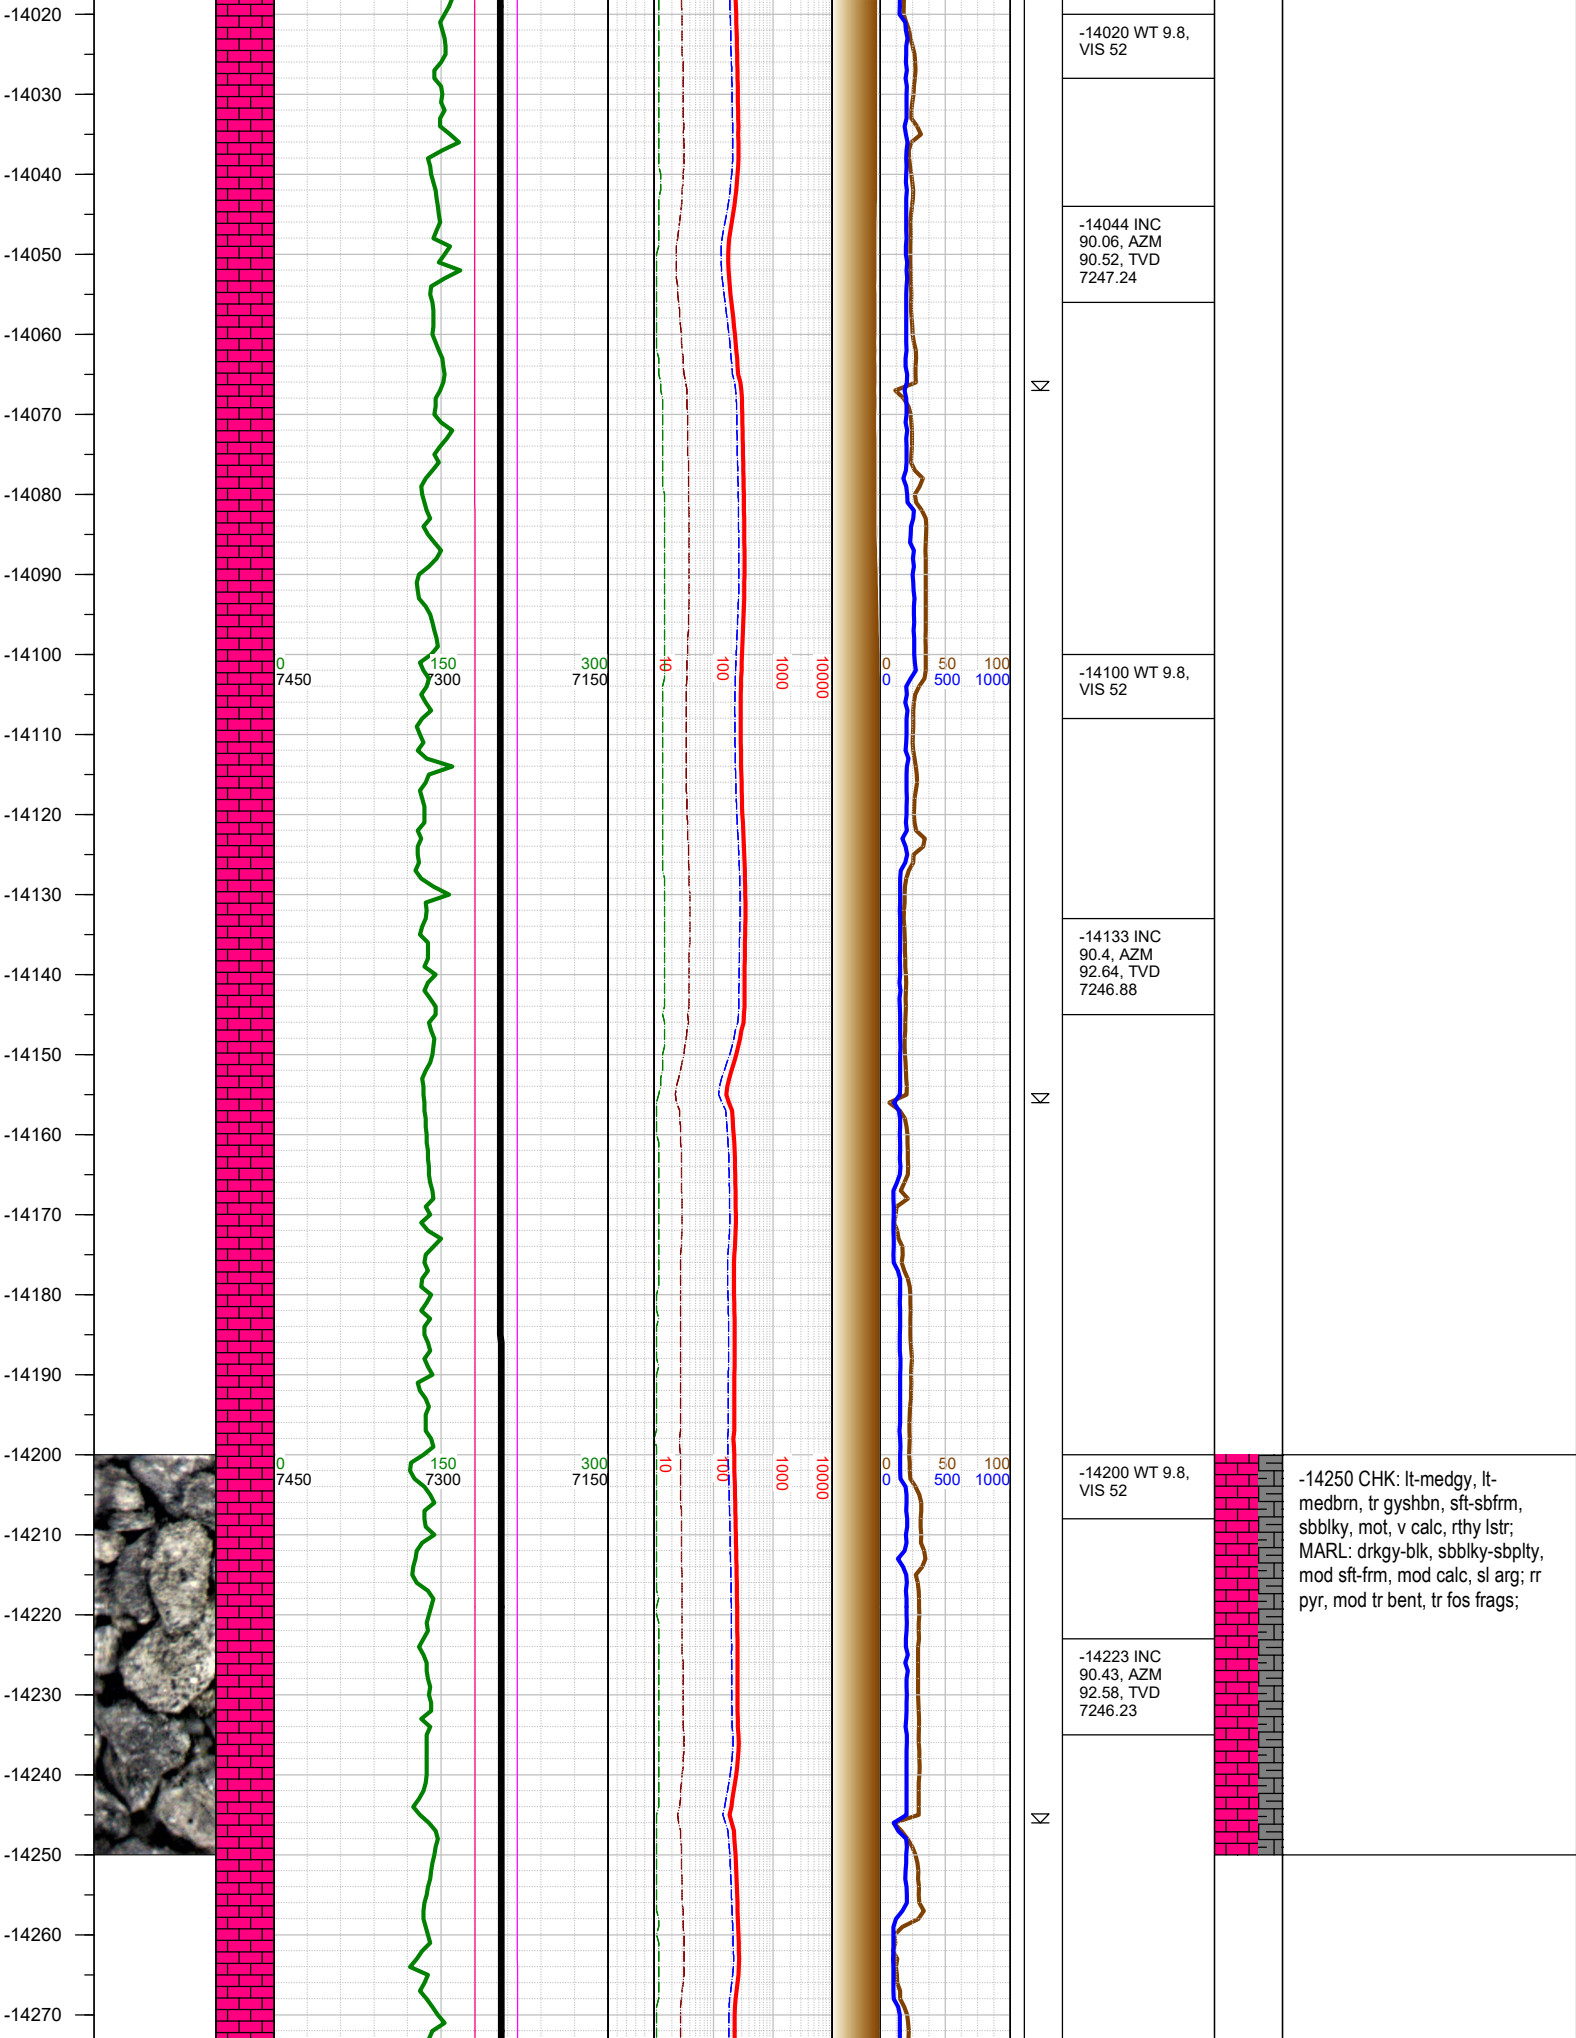 -14020
-14020 WT 9.8,
VIS 52
-14030
-14040
-14044 INC
90.06, AZM
90.52, TVD
7247.24
-14050
-14060
-14070
-14080
-14090
-14100
0 150 300
7450 7300 7150
10 100 1000 10000
0 50 100
0 500 1000
-14100 WT 9.8,
VIS 52
-14110
-14120
-14130
-14133 INC
90.4, AZM
92.64, TVD
7246.88
-14140
-14150
-14160
-14170
-14180
-14190
-14200
0 150 300
7450 7300 7150
10 100 1000 10000
0 50 100
0 500 1000
-14200 WT 9.8,
VIS 52
-14250 CHK: lt-medgy, lt-
medbrn, tr gyshbn, sft-sbfrm,
sbblky, mot, v calc, rthy lstr;
MARL: drkgy-blk, sbblky-sbplty,
mod sft-frm, mod calc, sl arg; rr
pyr, mod tr bent, tr fos frags;
-14210
-14220
-14223 INC
90.43, AZM
92.58, TVD
7246.23
-14230
-14240
-14250
-14260
-14270